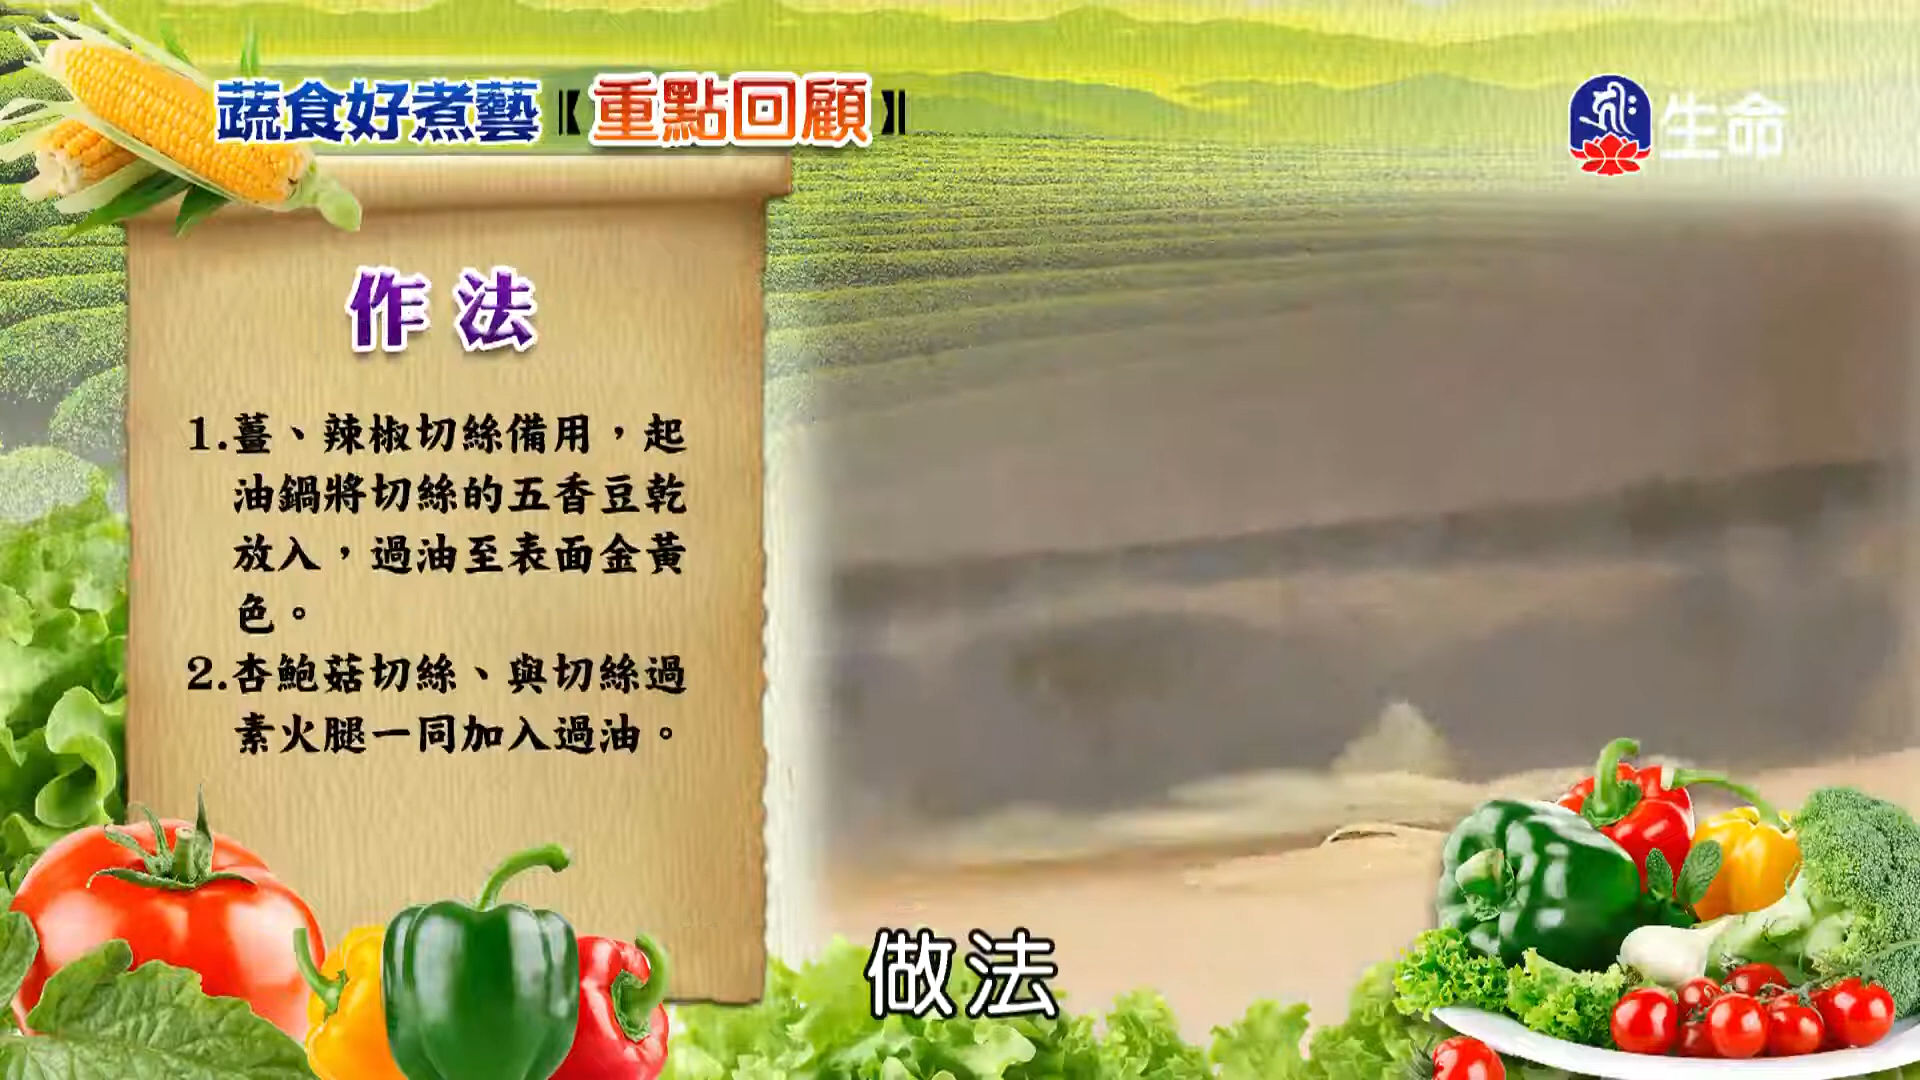 蔬食好煮藝【重點回顧】
生命
作法
1.薑、辣椒切絲備用，起
油鍋將切絲的五香豆乾
放入，過油至表面金黃
色。
2.杏鮑菇切絲、與切絲過
素火腿一同加入過油。
做法